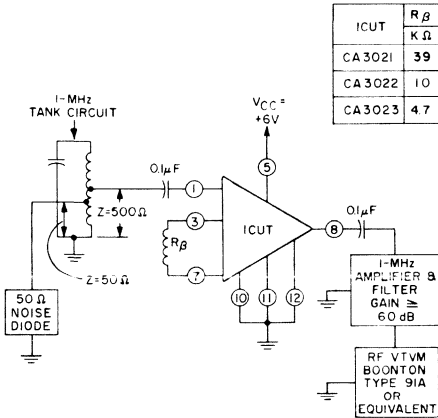 ICUT
Rβ
KΩ
CA3021 39
CA3022 10
CA3023 4.7
1-MHz
TANK CIRCUIT
VCC =
+6V
0.1μF
1
5
Z=500Ω
3
Rβ
7
ICUT
8
0.1μF
Z=50Ω
10
11
12
50 Ω
NOISE
DIODE
1-MHz
AMPLIFIER &
FILTER
GAIN ≥
60 dB
RF VTVM
BOONTON
TYPE 91A
OR
EQUIVALENT